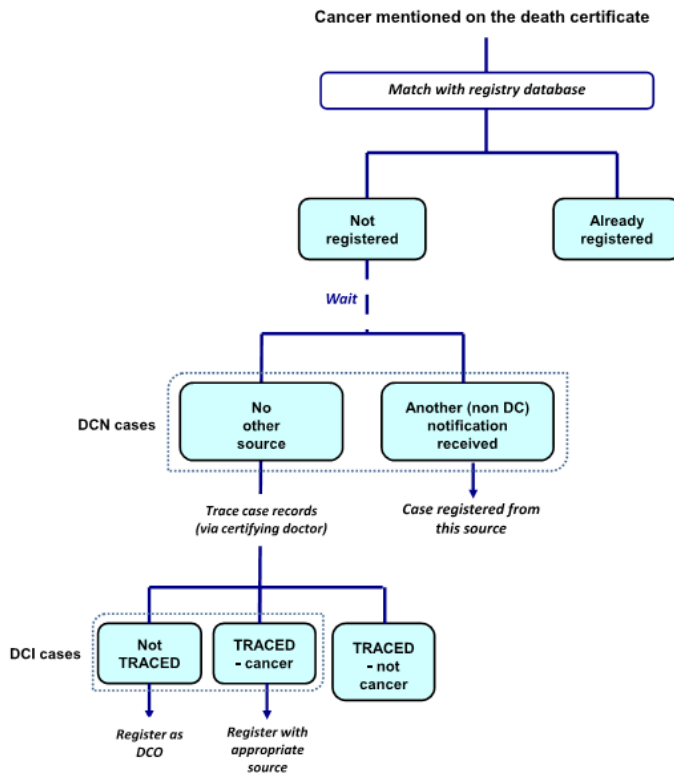 Cancer mentioned on the death certificate
Match with registry database
Not
registered
Already
registered
Wait
DCN cases
No
other
source
Another (non DC)
notification
received
Trace case records
(via certifying doctor)
Case registered from
this source
DCI cases
Not
TRACED
TRACED
- cancer
TRACED
- not
cancer
Register as
DCO
Register with
appropriate
source